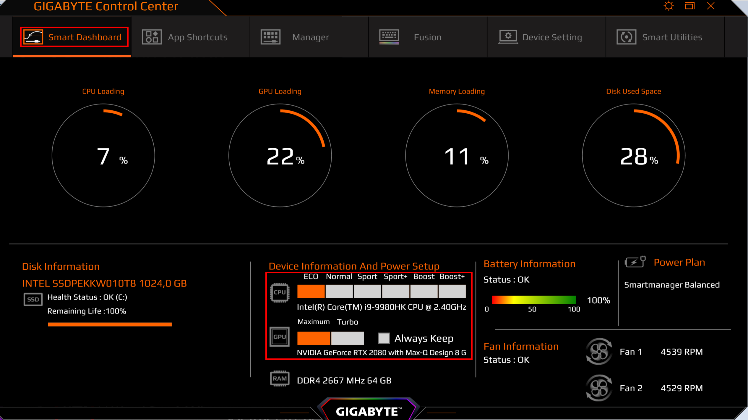 GIGABYTE Control Center
Smart Dashboard
App Shortcuts
Manager
Fusion
Device Setting
Smart Utilities
CPU Loading
GPU Loading
Memory Loading
Disk Used Space
7 %
22 %
11 %
28 %
Disk Information
INTEL SSDPEKKW010T8 1024,0 GB
SSD
Health Status : OK (C:)
Remaining Life :100%
Device Information And Power Setup
ECO Normal Sport Sport+ Boost Boost+
CPU
Intel(R) Core(TM) i9-9980HK CPU @ 2.40GHz
Maximum Turbo
GPU
Always Keep
NVIDIA GeForce RTX 2080 with Max-Q Design 8 G
RAM
DDR4 2667 MHz 64 GB
Battery Information
Status : OK
100%
0 50 100
Power Plan
Smartmanager Balanced
Fan Information
Status : OK
Fan 1 4539 RPM
Fan 2 4529 RPM
GIGABYTE™